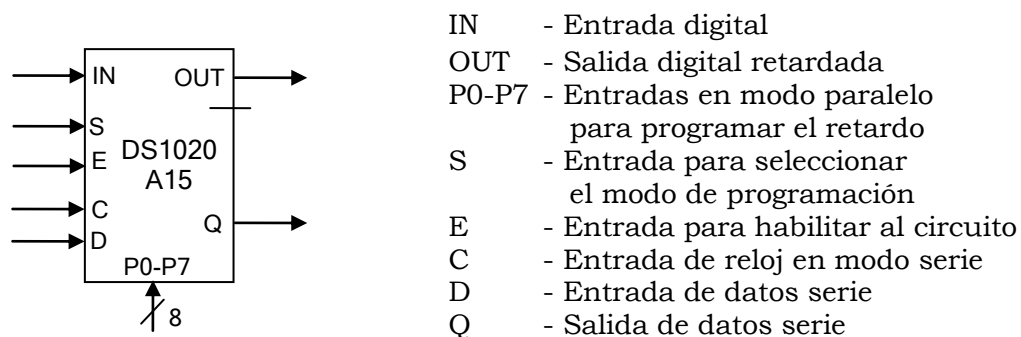 IN OUT
S
E
DS1020
A15
C
D
Q
P0-P7
8
IN - Entrada digital
OUT - Salida digital retardada
P0-P7 - Entradas en modo paralelo
para programar el retardo
S - Entrada para seleccionar
el modo de programación
E - Entrada para habilitar al circuito
C - Entrada de reloj en modo serie
D - Entrada de datos serie
Q - Salida de datos serie